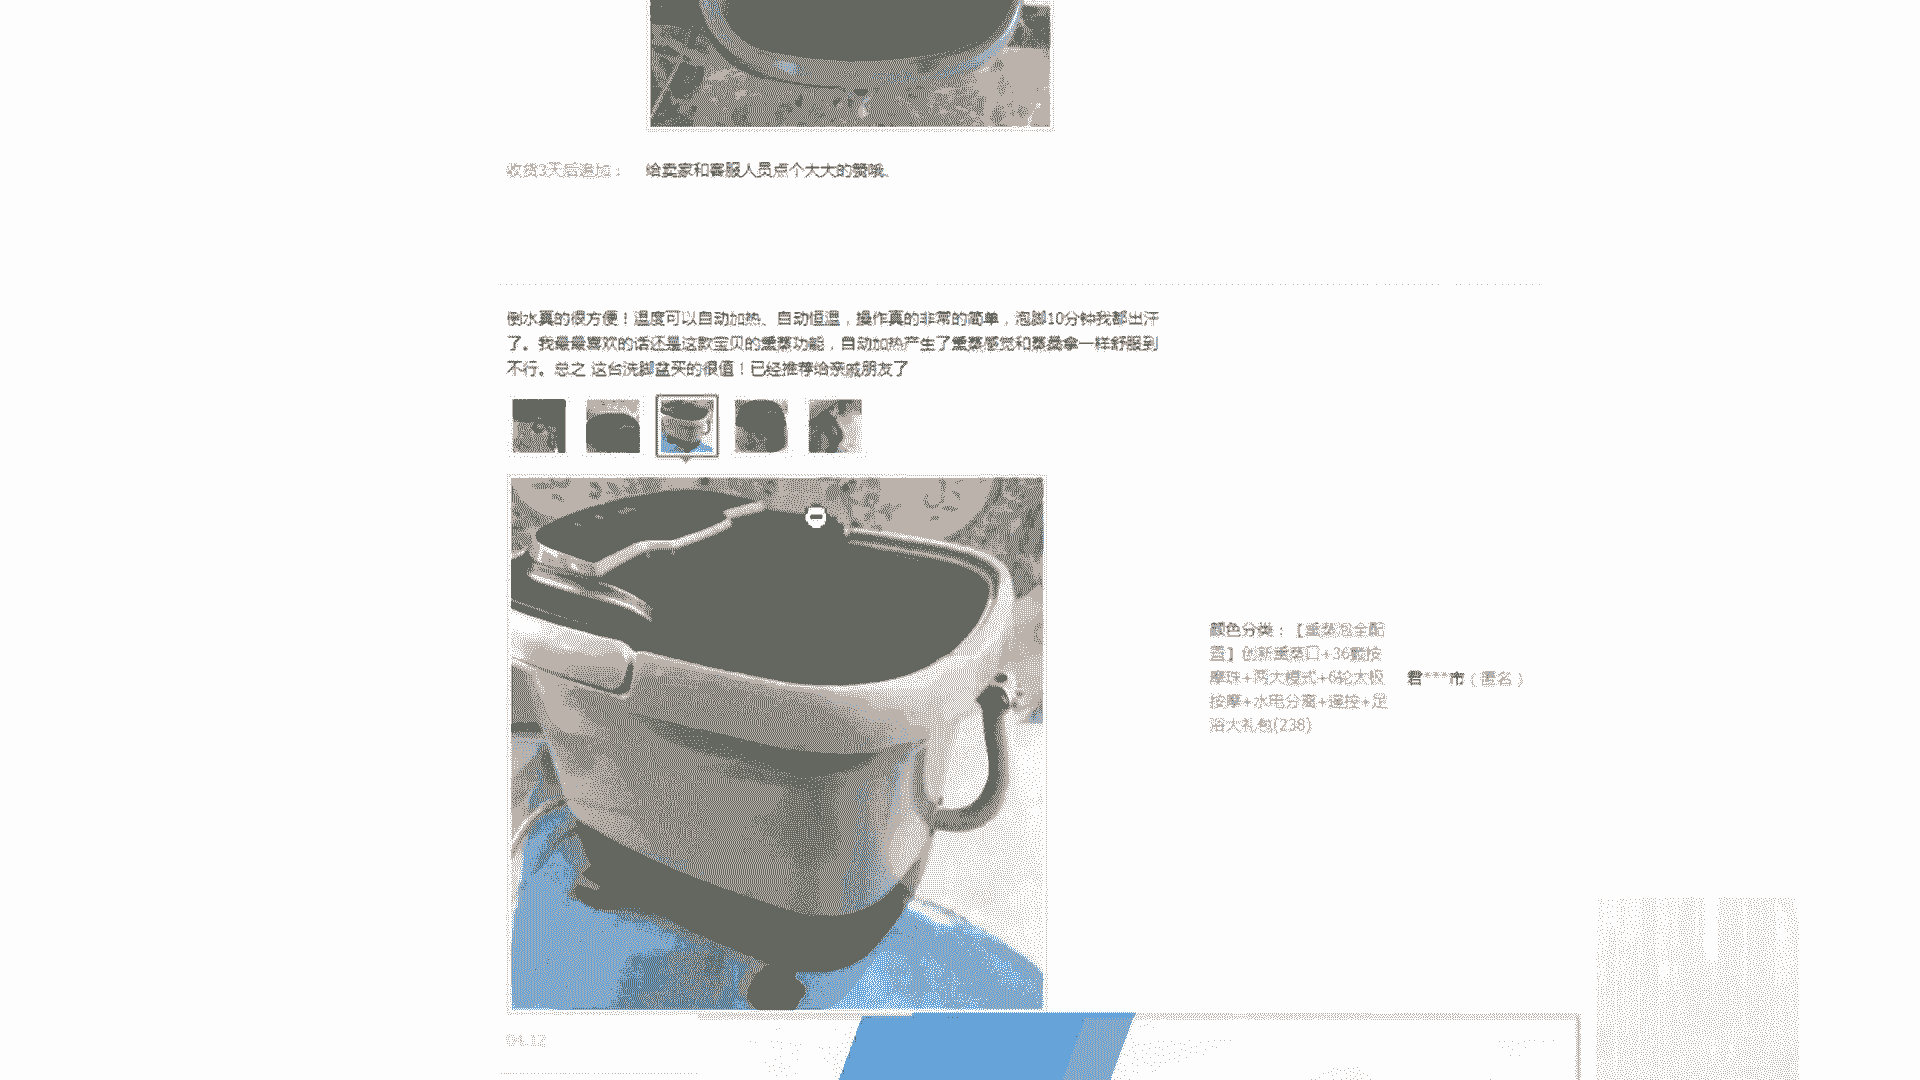 收货3天后追加： 给卖家和客服人员点个大大的赞哦、
倒水真的很方便！温度可以自动加热、自动恒温，操作真的非常的简单，泡脚10分钟我都出汗
了。我最最喜欢的话还是这款宝贝的熏蒸功能，自动加热产生了熏蒸感觉和蒸桑拿一样舒服到
不行。总之 这台洗脚盆买的很值！已经推荐给亲戚朋友了
颜色分类：【熏蒸泡全配
置】创新熏蒸口+36颗按
摩珠+两大模式+6轮太极
按摩+水电分离+遥控+足
浴大礼包(238)
君***市（匿名）
04.12